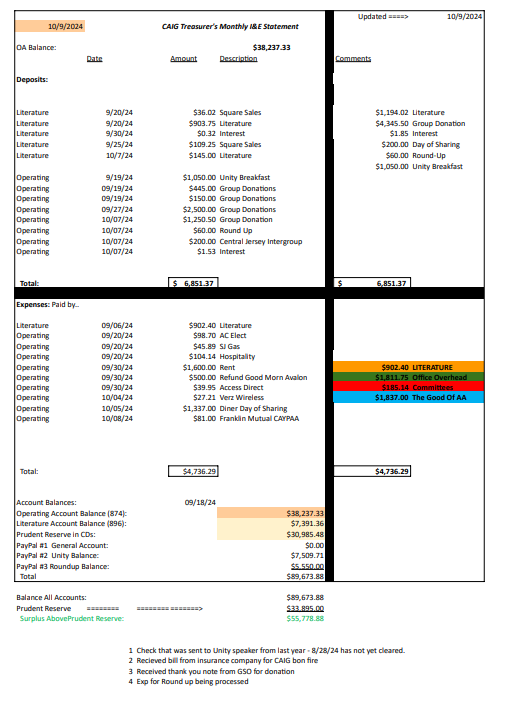 Updated ====> 10/9/2024
10/9/2024 CAIG Treasurer's Monthly I&E Statement
OA Balance: $38,237.33
Date Amount Description Comments
Deposits:
Literature 9/20/24 $36.02 Square Sales $1,194.02 Literature
Literature 9/20/24 $903.75 Literature $4,345.50 Group Donation
Literature 9/30/24 $0.32 Interest $1.85 Interest
Literature 9/25/24 $109.25 Square Sales $200.00 Day of Sharing
Literature 10/7/24 $145.00 Literature $60.00 Round-Up
$1,050.00 Unity Breakfast
Operating 9/19/24 $1,050.00 Unity Breakfast
Operating 09/19/24 $445.00 Group Donations
Operating 09/19/24 $150.00 Group Donations
Operating 09/27/24 $2,500.00 Group Donations
Operating 10/07/24 $1,250.50 Group Donation
Operating 10/07/24 $60.00 Round Up
Operating 10/07/24 $200.00 Central Jersey Intergroup
Operating 10/07/24 $1.53 Interest
Total: $ 6,851.37 $ 6,851.37
Expenses: Paid by..
Literature 09/06/24 $902.40 Literature
Operating 09/20/24 $98.70 AC Elect
Operating 09/20/24 $45.89 SJ Gas
Operating 09/20/24 $104.14 Hospitality
Operating 09/30/24 $1,600.00 Rent $902.40 LITERATURE
Operating 09/30/24 $500.00 Refund Good Morn Avalon $1,811.75 Office Overhead
Operating 09/30/24 $39.95 Access Direct $185.14 Committees
Operating 10/04/24 $27.21 Verz Wireless $1,837.00 The Good Of AA
Operating 10/05/24 $1,337.00 Diner Day of Sharing
Operating 10/08/24 $81.00 Franklin Mutual CAYPAA
Total: $4,736.29 $4,736.29
Account Balances: 09/18/24
Operating Account Balance (874): $38,237.33
Literature Account Balance (896): $7,391.36
Prudent Reserve in CDs: $30,985.48
PayPal #1 General Account: $0.00
PayPal #2 Unity Balance: $7,509.71
PayPal #3 Roundup Balance: $5,550.00
Total $89,673.88
Balance All Accounts: $89,673.88
Prudent Reserve ======== ======== =======> $33,895.00
Surplus AbovePrudent Reserve: $55,778.88
1 Check that was sent to Unity speaker from last year - 8/28/24 has not yet cleared.
2 Recieved bill from insurance company for CAIG bon fire
3 Received thank you note from GSO for donation
4 Exp for Round up being processed